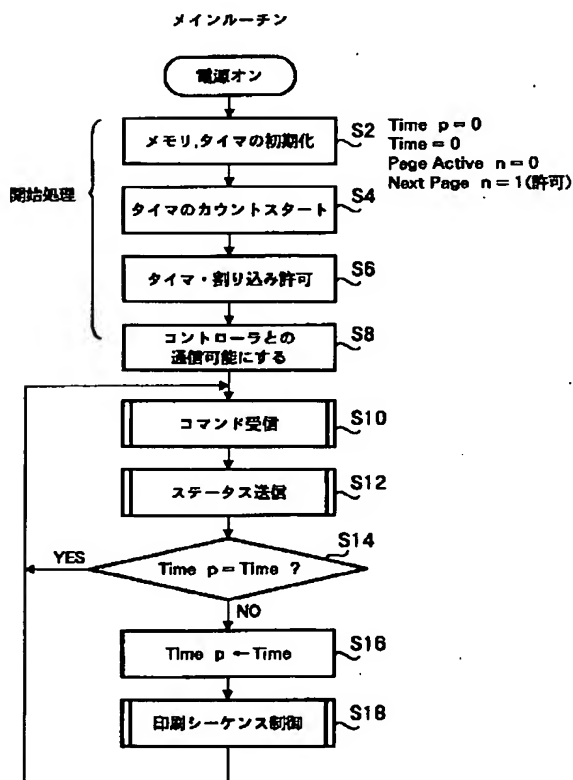 メインルーチン
電源オン
メモリ,タイマの初期化
S2
Time p = 0
Time = 0
Page Active n = 0
Next Page n = 1(許可)
開始処理
タイマのカウントスタート
S4
タイマ・割り込み許可
S6
コントローラとの
通信可能にする
S8
コマンド受信
S10
ステータス送信
S12
S14
YES
Time p = Time ?
NO
Time p ← Time
S16
印刷シーケンス制御
S18